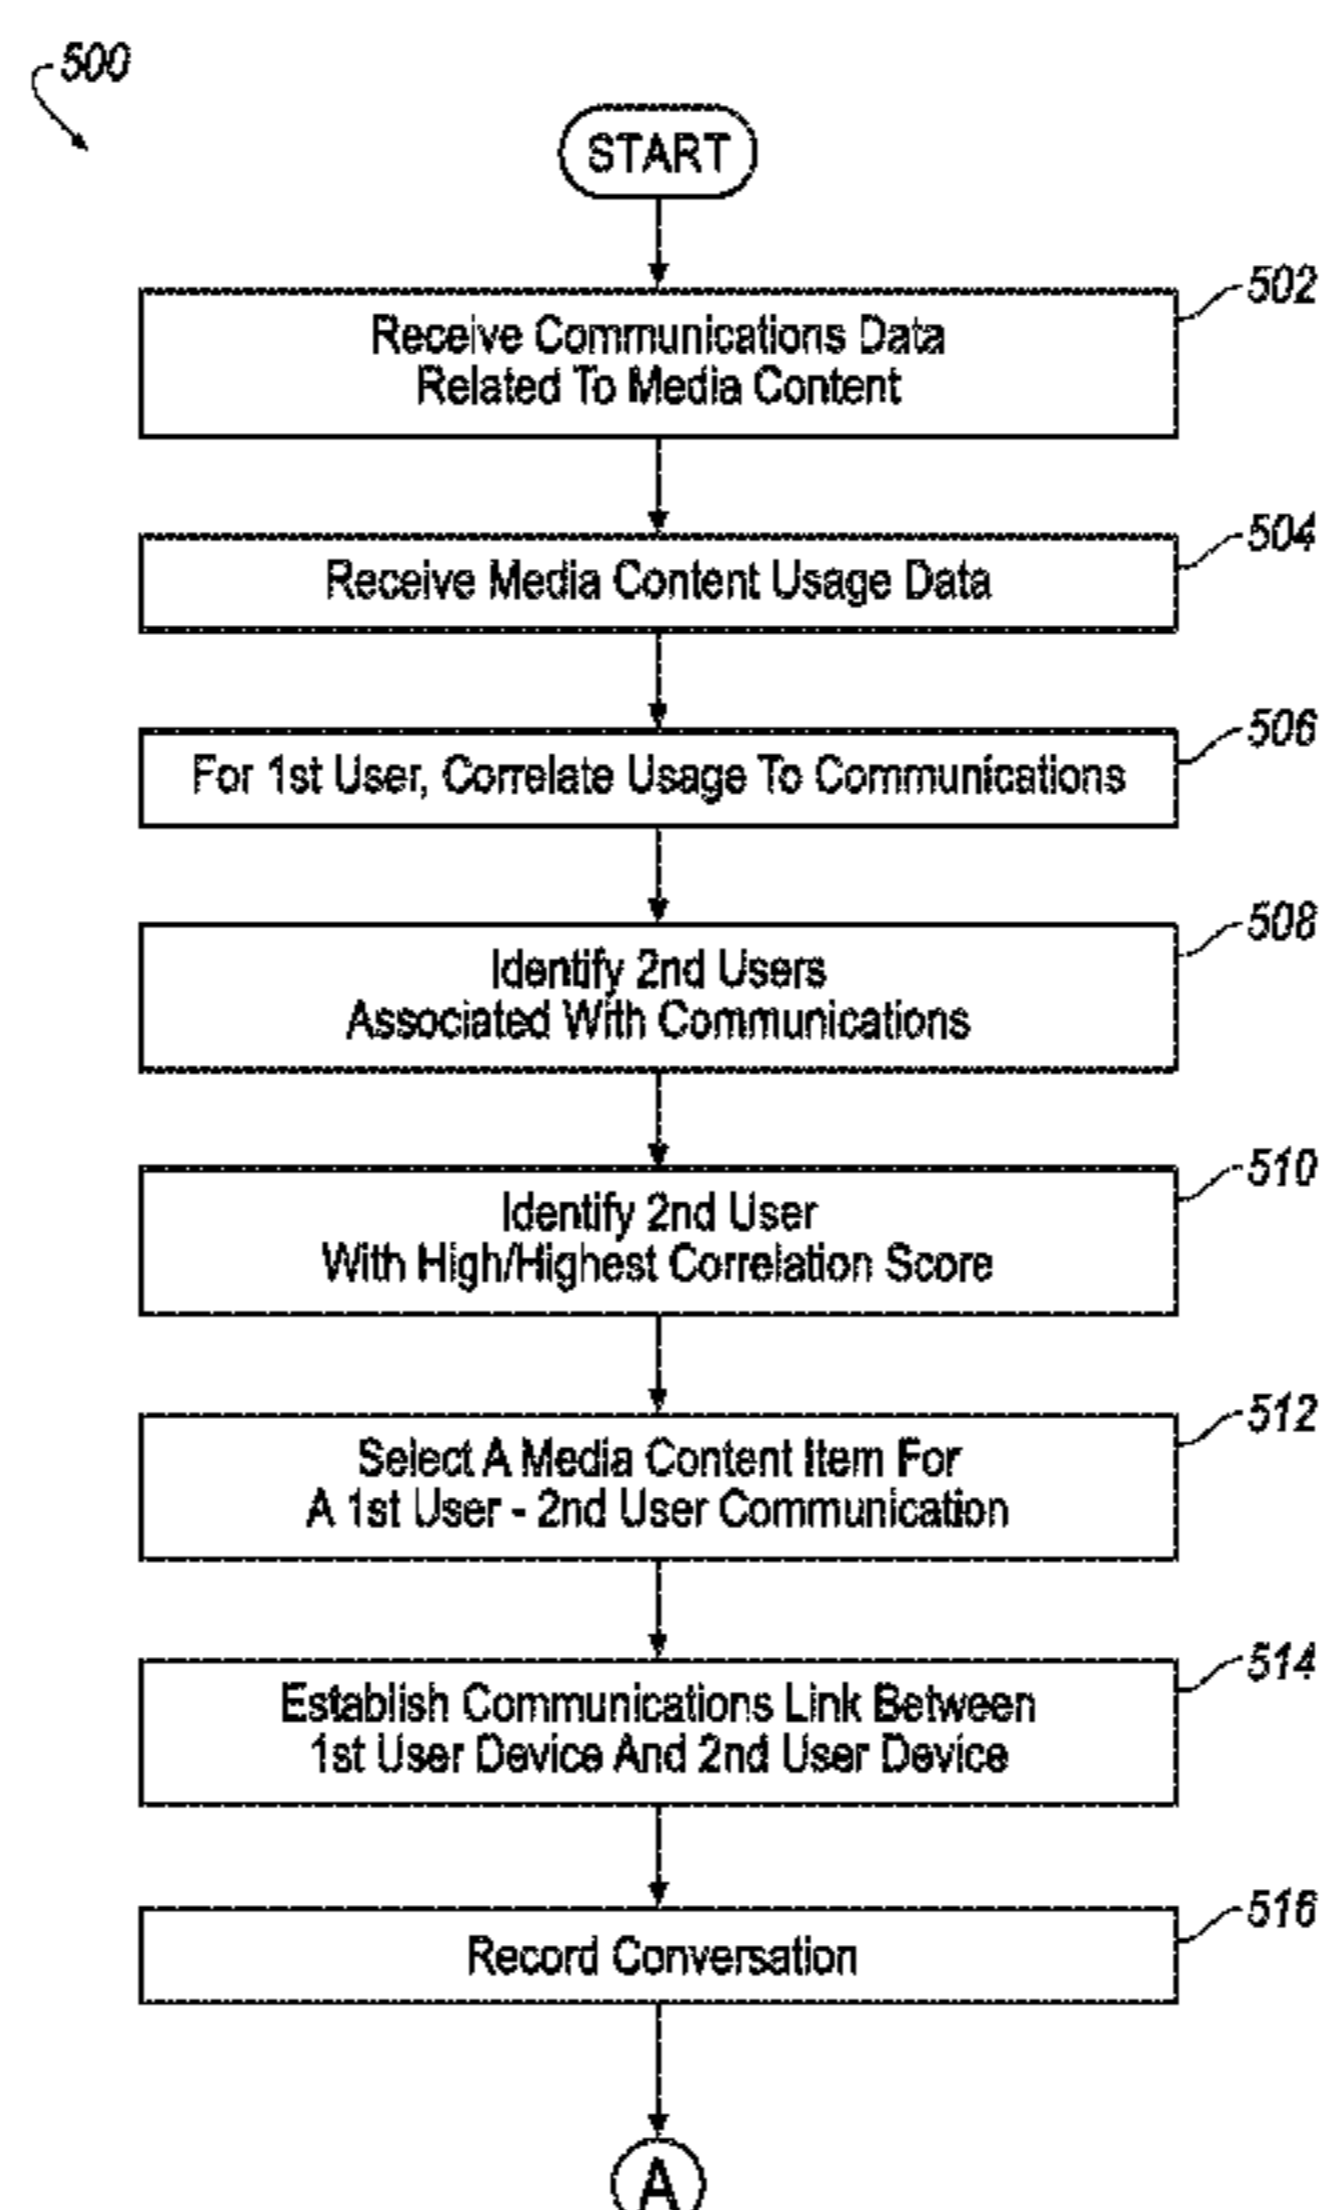 500
START
502
Receive Communications Data
Related To Media Content
504
Receive Media Content Usage Data
506
For 1st User, Correlate Usage To Communications
508
Identify 2nd Users
Associated With Communications
510
Identify 2nd User
With High/Highest Correlation Score
512
Select A Media Content Item For
A 1st User - 2nd User Communication
514
Establish Communications Link Between
1st User Device And 2nd User Device
516
Record Conversation
A